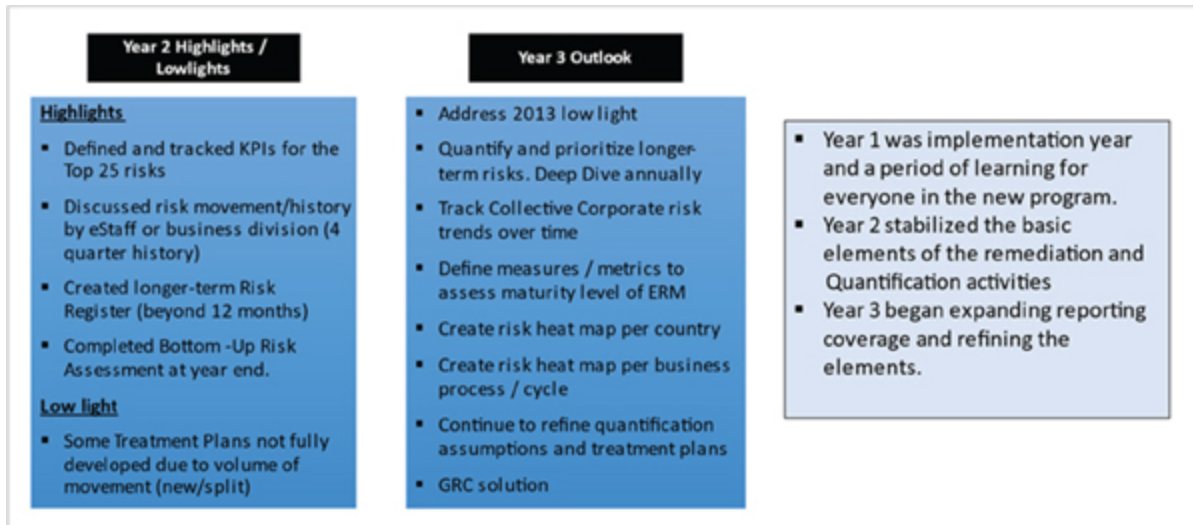 Year 2 Highlights /
Lowlights
Highlights
▪ Defined and tracked KPIs for the
Top 25 risks
▪ Discussed risk movement/history
by eStaff or business division (4
quarter history)
▪ Created longer-term Risk
Register (beyond 12 months)
▪ Completed Bottom -Up Risk
Assessment at year end.
Low light
▪ Some Treatment Plans not fully
developed due to volume of
movement (new/split)
Year 3 Outlook
▪ Address 2013 low light
▪ Quantify and prioritize longer-
term risks. Deep Dive annually
▪ Track Collective Corporate risk
trends over time
▪ Define measures / metrics to
assess maturity level of ERM
▪ Create risk heat map per country
▪ Create risk heat map per business
process / cycle
▪ Continue to refine quantification
assumptions and treatment plans
▪ GRC solution
▪ Year 1 was implementation year
and a period of learning for
everyone in the new program.
▪ Year 2 stabilized the basic
elements of the remediation and
Quantification activities
▪ Year 3 began expanding reporting
coverage and refining the
elements.